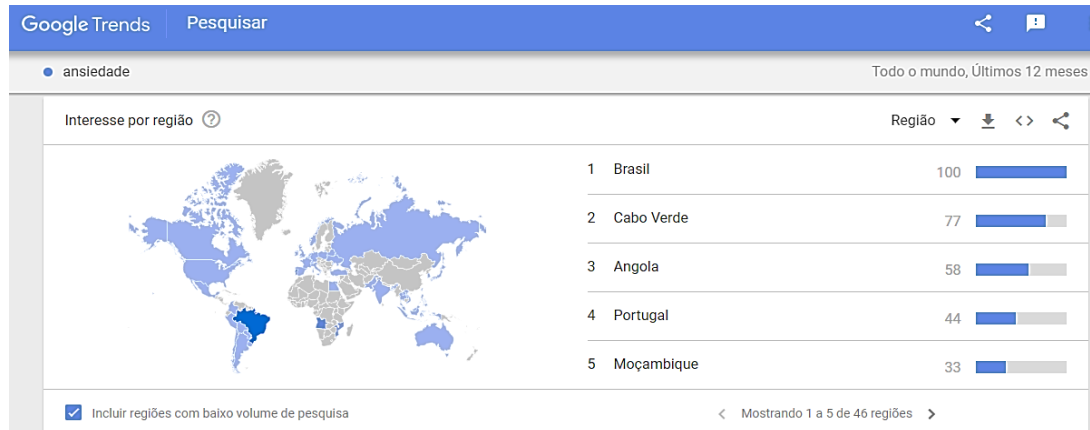 Google Trends Pesquisar
ansiedade Todo o mundo, Últimos 12 meses
Interesse por região Região
1 Brasil 100
2 Cabo Verde 77
3 Angola 58
4 Portugal 44
5 Moçambique 33
Incluir regiões com baixo volume de pesquisa Mostrando 1 a 5 de 46 regiões